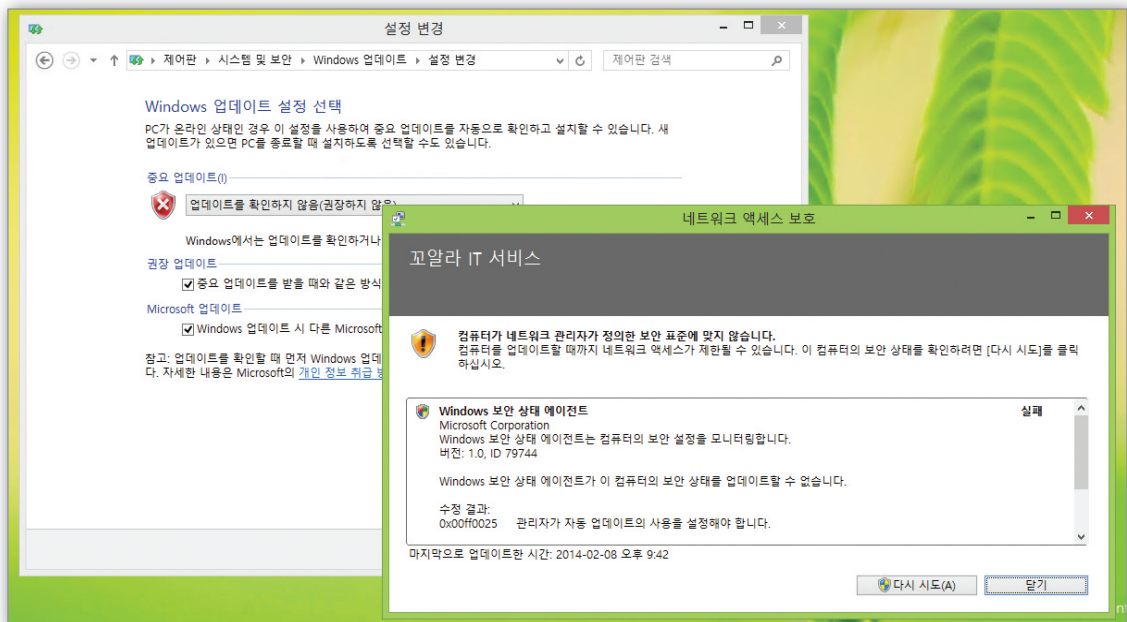 설정 변경
제어판 시스템 및 보안 Windows 업데이트 설정 변경
제어판 검색
Windows 업데이트 설정 선택
PC가 온라인 상태인 경우 이 설정을 사용하여 중요 업데이트를 자동으로 확인하고 설치할 수 있습니다. 새
업데이트가 있으면 PC를 종료할 때 설치하도록 선택할 수도 있습니다.
중요 업데이트(I)
업데이트를 확인하지 않음(권장하지 않음)
Windows에서는 업데이트를 확인하거나
권장 업데이트
중요 업데이트를 받을 때와 같은 방식
Microsoft 업데이트
Windows 업데이트 시 다른 Microsoft
참고: 업데이트를 확인할 때 먼저 Windows 업데
다. 자세한 내용은 Microsoft의 개인 정보 취급
네트워크 액세스 보호
꼬알라 IT 서비스
컴퓨터가 네트워크 관리자가 정의한 보안 표준에 맞지 않습니다.
컴퓨터를 업데이트할 때까지 네트워크 액세스가 제한될 수 있습니다. 이 컴퓨터의 보안 상태를 확인하려면 [다시 시도]를 클릭
하십시오.
Windows 보안 상태 에이전트 실패
Microsoft Corporation
Windows 보안 상태 에이전트는 컴퓨터의 보안 설정을 모니터링합니다.
버전: 1.0, ID 79744
Windows 보안 상태 에이전트가 이 컴퓨터의 보안 상태를 업데이트할 수 없습니다.
수정 결과:
0x00ff0025 관리자가 자동 업데이트의 사용을 설정해야 합니다.
마지막으로 업데이트한 시간: 2014-02-08 오후 9:42
다시 시도(A)
닫기